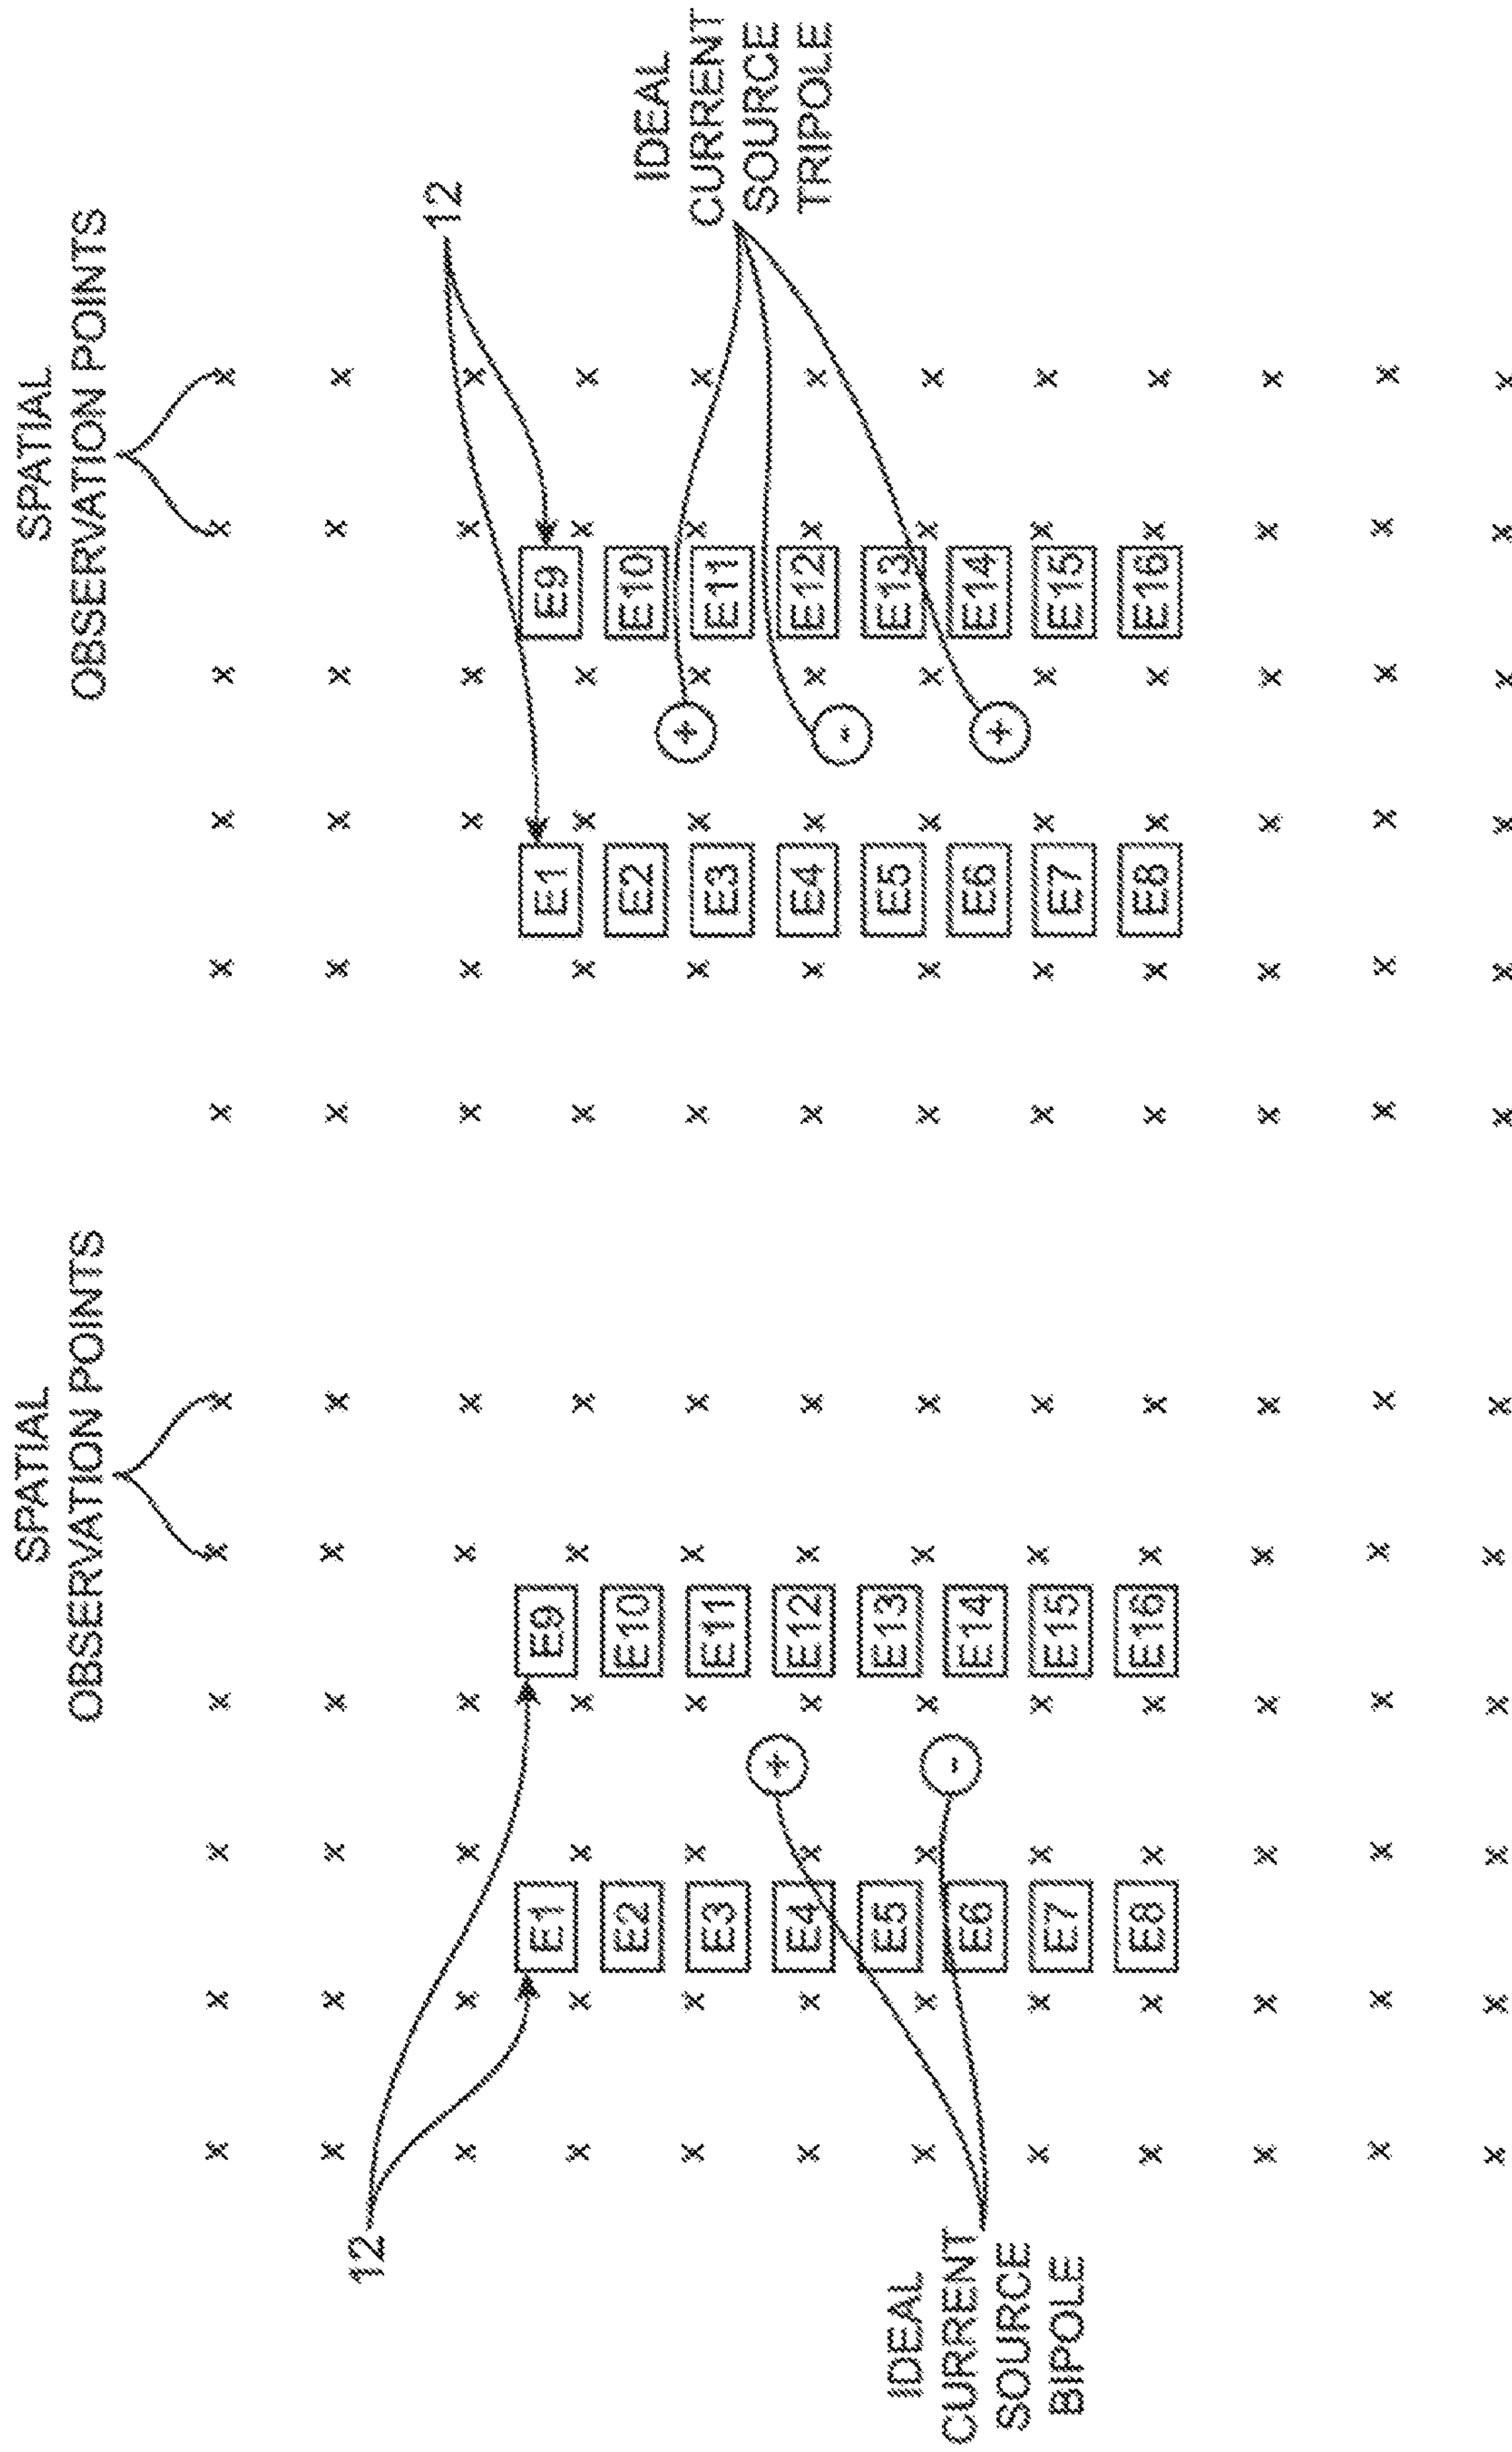 SPATIAL
OBSERVATION POINTS
12
E1 E9
E2 E10
E3 E11
E4 + E12
E5 E13
E6 - E14
E7 E15
E8 E16
IDEAL
CURRENT
SOURCE
BIPOLE
SPATIAL
OBSERVATION POINTS
12
E1 E9
E2 E10
E3 + E11
E4 - E12
E5 E13
E6 + E14
E7 E15
E8 E16
IDEAL
CURRENT
SOURCE
TRIPOLE